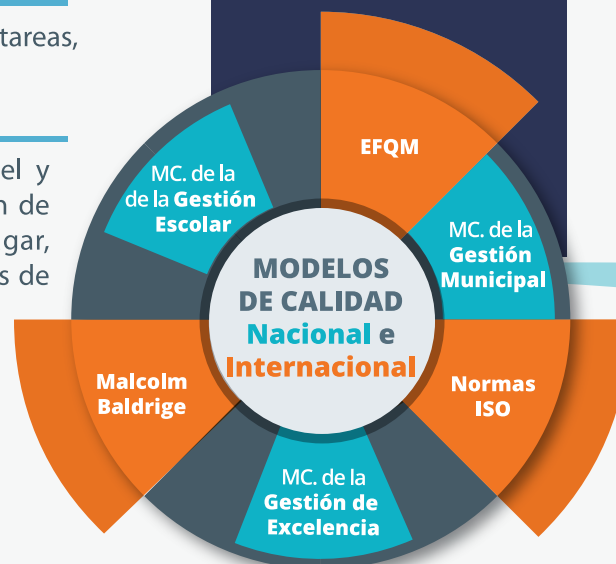 tareas,
el y
n de
gar,
s de
EFQM
MC. de la
de la Gestión
Escolar
MC. de la
Gestión
Municipal
MODELOS
DE CALIDAD
Nacional e
Internacional
Malcolm
Baldrige
Normas
ISO
MC. de la
Gestión de
Excelencia